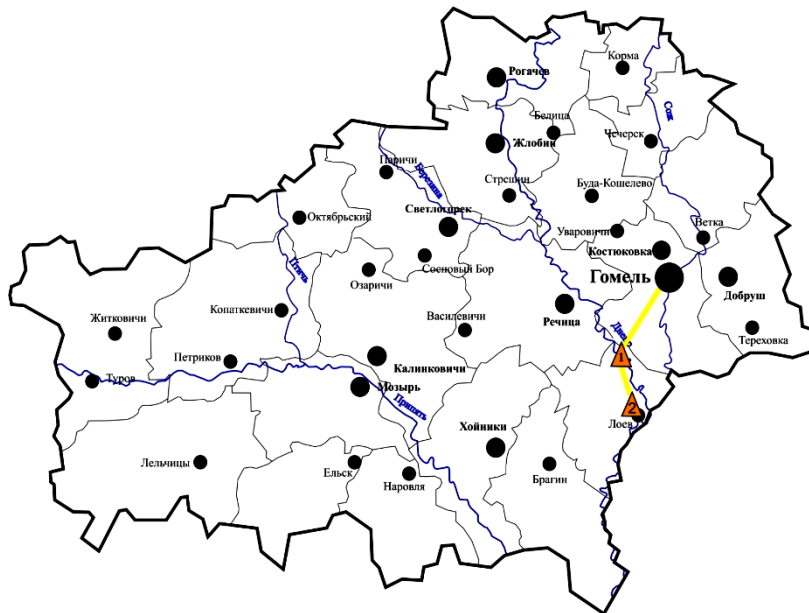 Корма
Рогачев
Сож
Белица
Чечерск
Жлобин
Паричи
Березина
Стрешин
Буда-Кошелево
Светлогорск
Октябрьский
Уваровичи
Ветка
Костюковка
Сосновый Бор
Птичь
Озаричи
Гомель
Добруш
Копаткевичи
Речица
Василевичи
Днепр
Житковичи
Тереховка
Петриков
1
Калинковичи
Туров
Мозырь
Припять
2
Лоев
Хойники
Лельчицы
Ельск
Наровля
Брагин